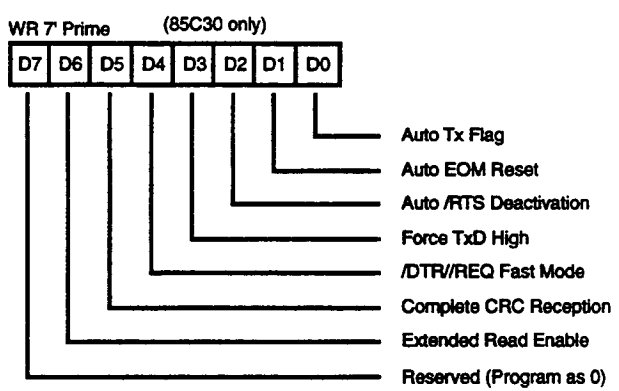 WR 7' Prime (85C30 only)
D7 D6 D5 D4 D3 D2 D1 D0
Auto Tx Flag
Auto EOM Reset
Auto /RTS Deactivation
Force TxD High
/DTR//REQ Fast Mode
Complete CRC Reception
Extended Read Enable
Reserved (Program as 0)